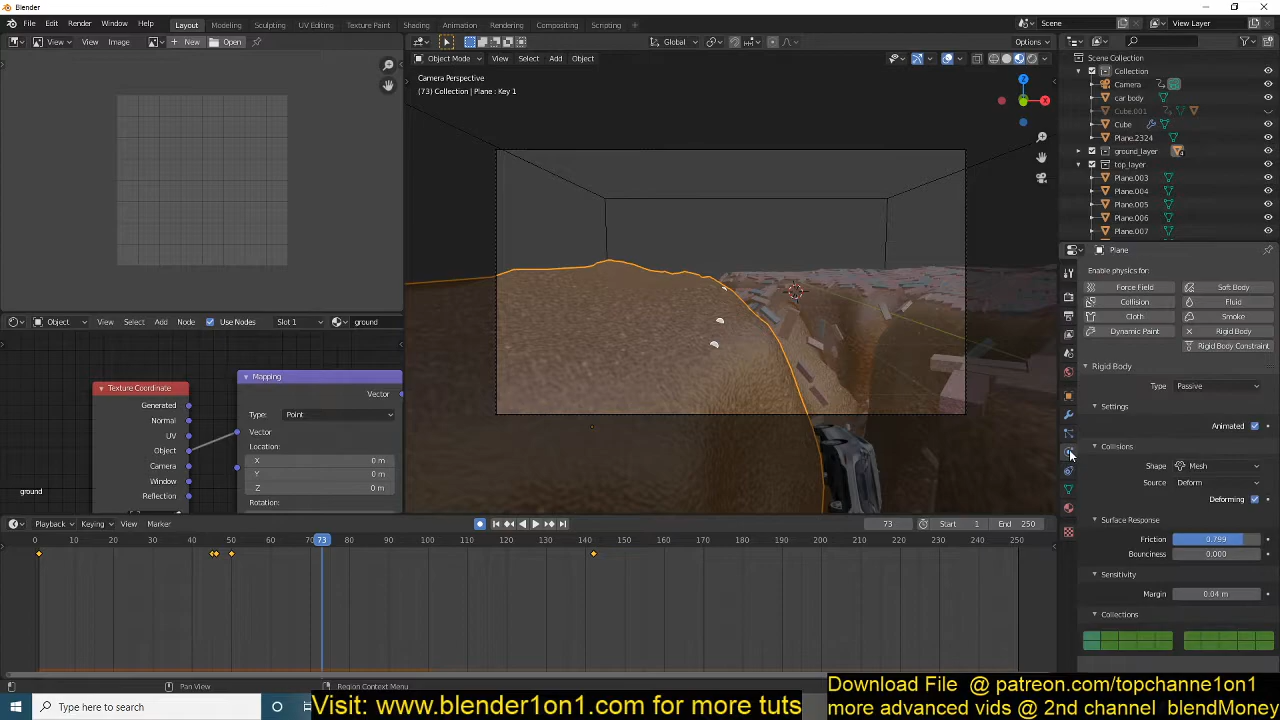 Blender
File Edit Render Window Help Layout Modeling Sculpting UV Editing Texture Paint Shading Animation Rendering Compositing Scripting Scene View Layer
View View Image New Open Global Options
Object Mode View Select Add Object
Camera Perspective
(73) Collection | Plane : Key 1
X
Z
Scene Collection
Collection
Camera
car body
Cube.001
Cube
Plane.2324
ground_layer
top_layer
Plane.003
Plane.004
Plane.005
Plane.006
Plane.007
Plane
Enable physics for:
Force Field Soft Body
Collision Fluid
Cloth Smoke
Dynamic Paint Rigid Body
Rigid Body Constraint
Rigid Body
Type Passive
Settings
Animated
Collisions
Shape Mesh
Source Deform
Deforming
Surface Response
Friction 0.799
Bounciness 0.000
Sensitivity
Margin 0.04 m
Collections
Object View Select Add Node Use Nodes Slot 1 ground
Texture Coordinate
Generated
Normal
UV
Object
Camera
Window
Reflection
Mapping
Vector
Type: Point
Vector
Location:
X 0 m
Y 0 m
Z 0 m
Rotation:
ground
Playback Keying View Marker 73 Start 1 End 250
0 10 20 30 40 50 60 70 73 80 90 100 110 120 130 140 150 160 170 180 190 200 210 220 230 240 250
Pan View Region Context Menu
Type here to search
Visit: www.blender1on1.com for more tuts
Download File @ patreon.com/topchanne1on1
more advanced vids @ 2nd channel blendMoney